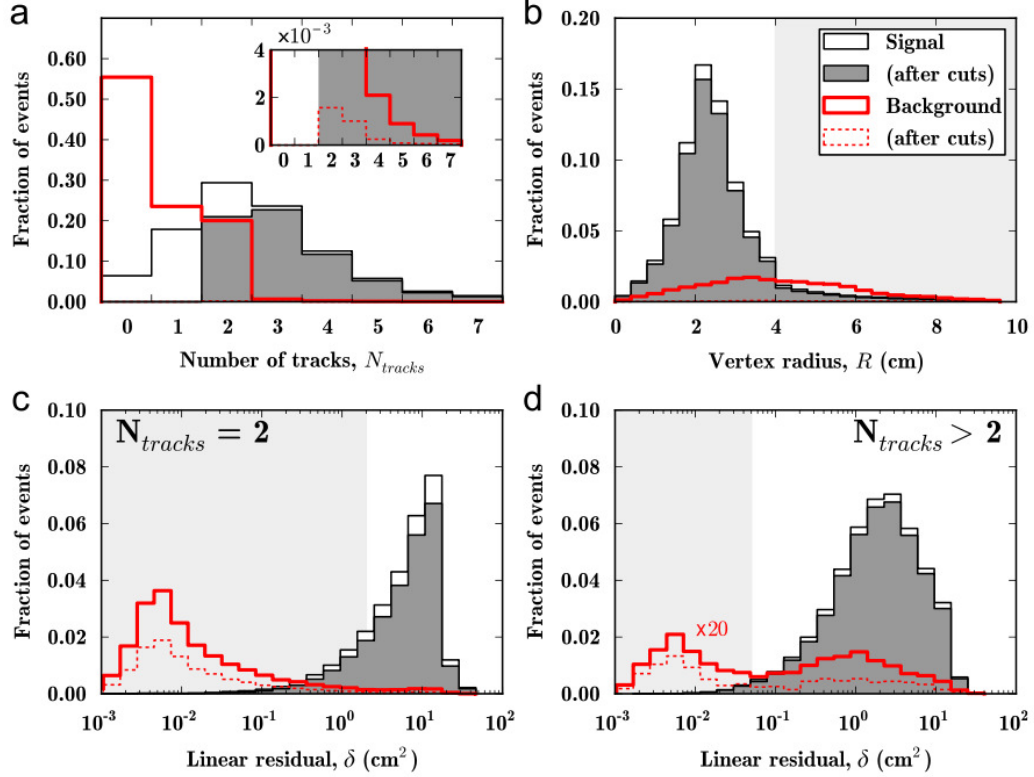 a
×10⁻³
4
2
0
0 1 2 3 4 5 6 7
0.60
0.50
0.40
0.30
0.20
0.10
0.00
0 1 2 3 4 5 6 7
Fraction of events
Number of tracks, Ntracks
b
0.20
0.15
0.10
0.05
0.00
0 2 4 6 8 10
Fraction of events
Vertex radius, R (cm)
Signal
(after cuts)
Background
(after cuts)
c
Ntracks = 2
0.10
0.08
0.06
0.04
0.02
0.00
10⁻³ 10⁻² 10⁻¹ 10⁰ 10¹ 10²
Fraction of events
Linear residual, δ (cm²)
d
Ntracks > 2
x20
0.10
0.08
0.06
0.04
0.02
0.00
10⁻³ 10⁻² 10⁻¹ 10⁰ 10¹ 10²
Fraction of events
Linear residual, δ (cm²)